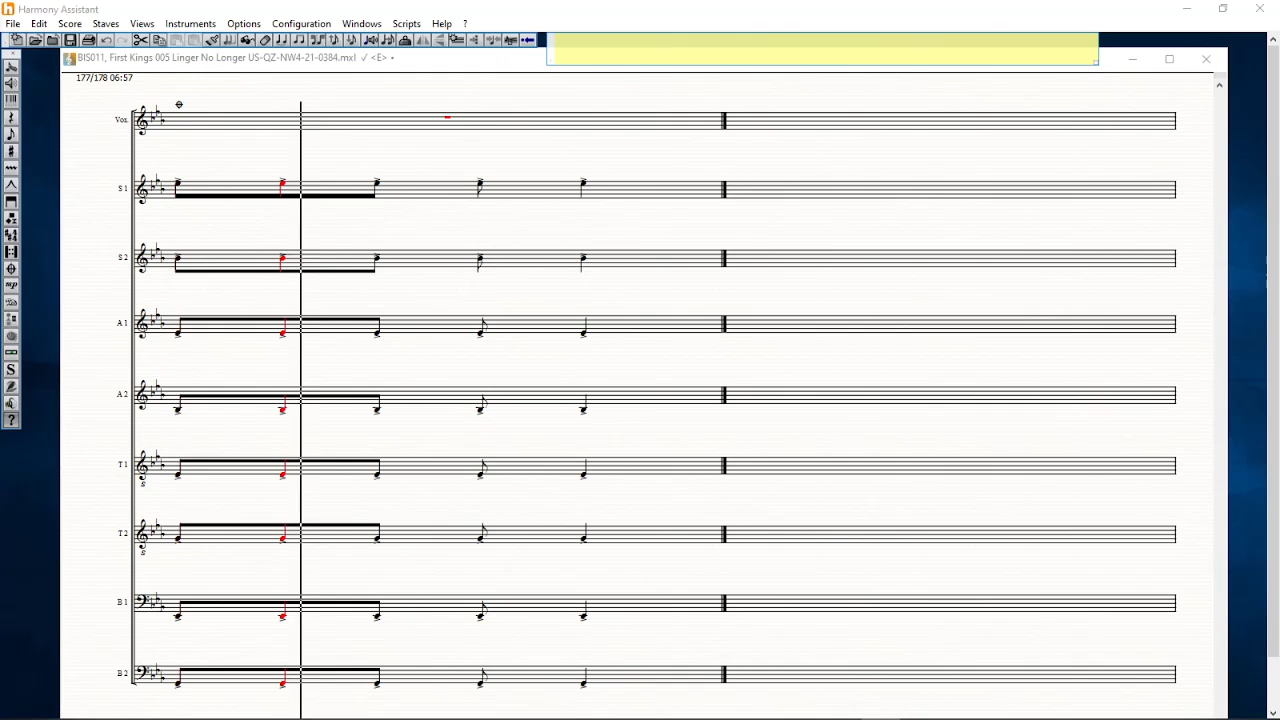 Harmony Assistant
File Edit Score Staves Views Instruments Options Configuration Windows Scripts Help ?
BIS011, First Kings 005 Linger No Longer US-QZ-NW4-21-0384.mxl ✓ <E> •
177/178 06:57
Vox
S 1
S 2
A 1
A 2
T 1
T 2
B 1
B 2